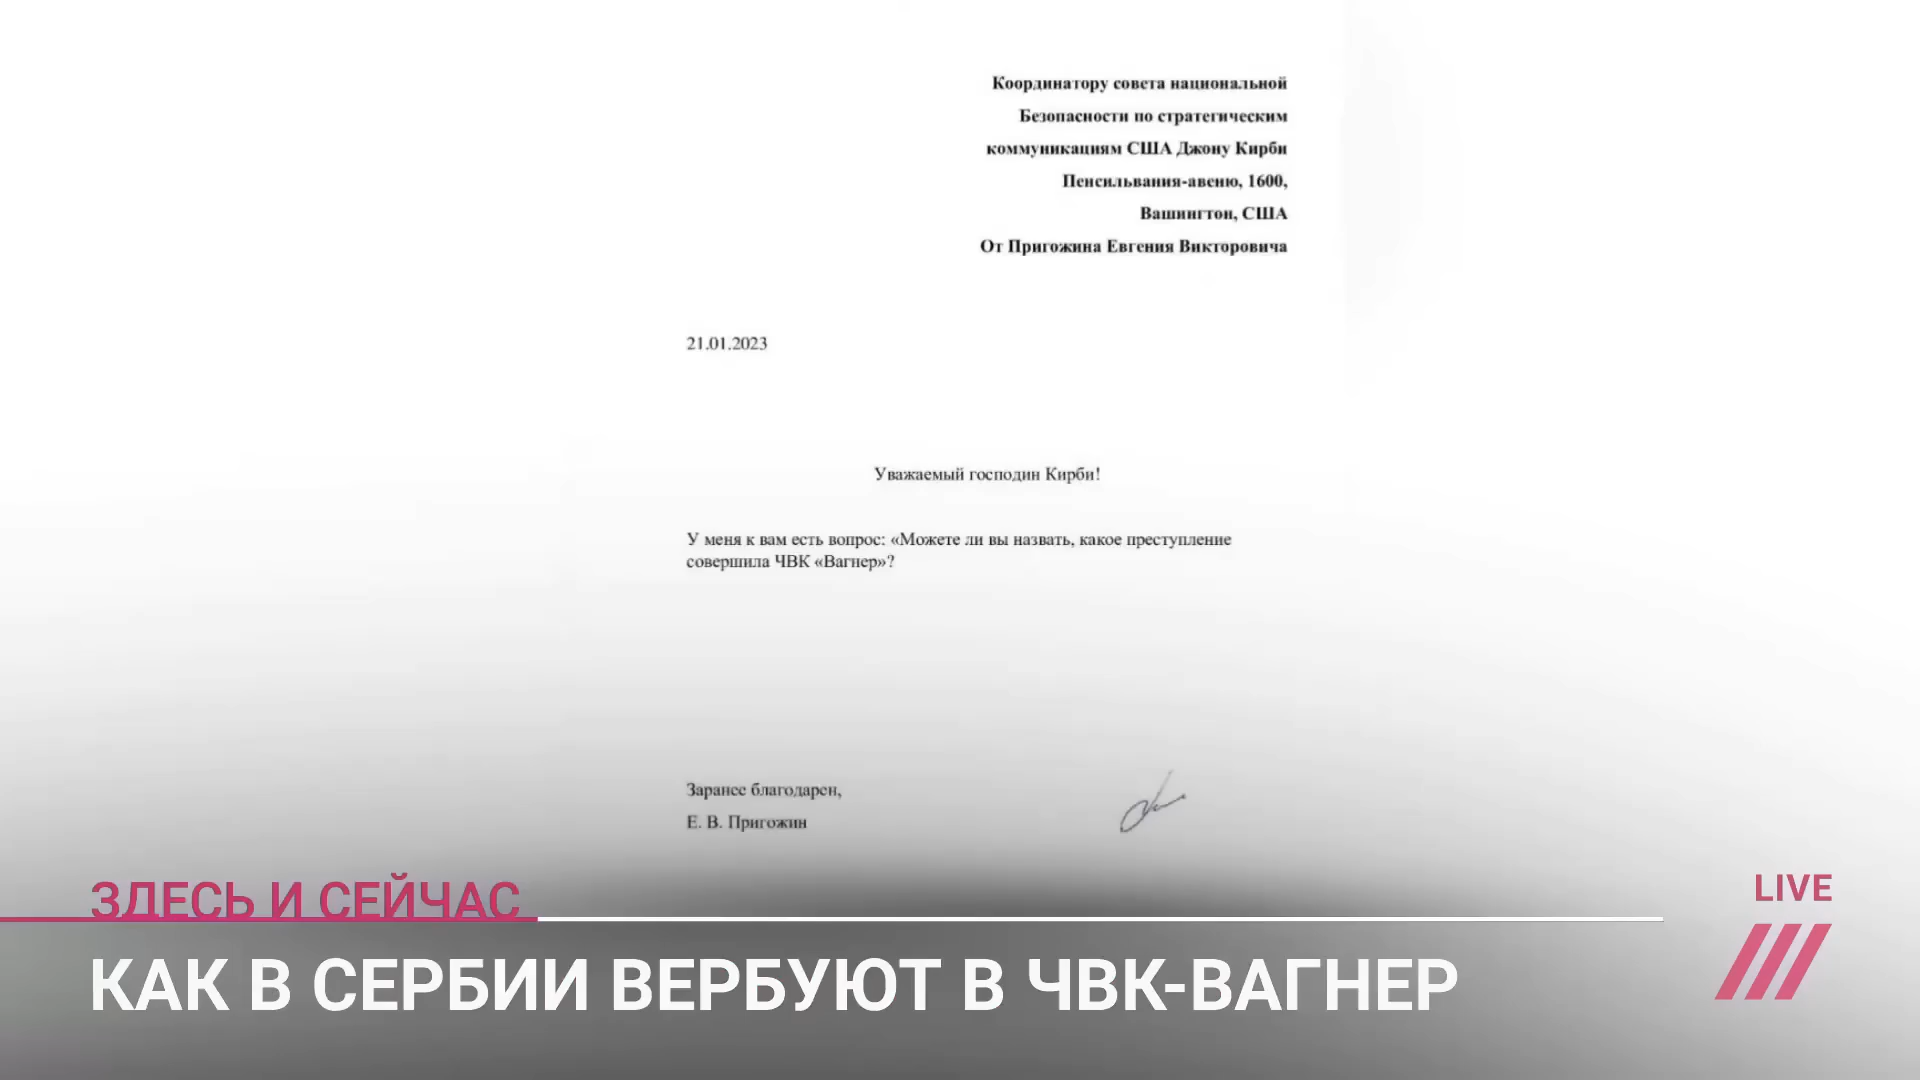 Координатору совета национальной
Безопасности по стратегическим
коммуникациям США Джону Кирби
Пенсильвания-авеню, 1600,
Вашингтон, США
От Пригожина Евгения Викторовича
21.01.2023
Уважаемый господин Кирби!
У меня к вам есть вопрос: «Можете ли вы назвать, какое преступление
совершила ЧВК «Вагнер»?
Заранее благодарен,
Е. В. Пригожин
ЗДЕСЬ И СЕЙЧАС
LIVE
КАК В СЕРБИИ ВЕРБУЮТ В ЧВК-ВАГНЕР